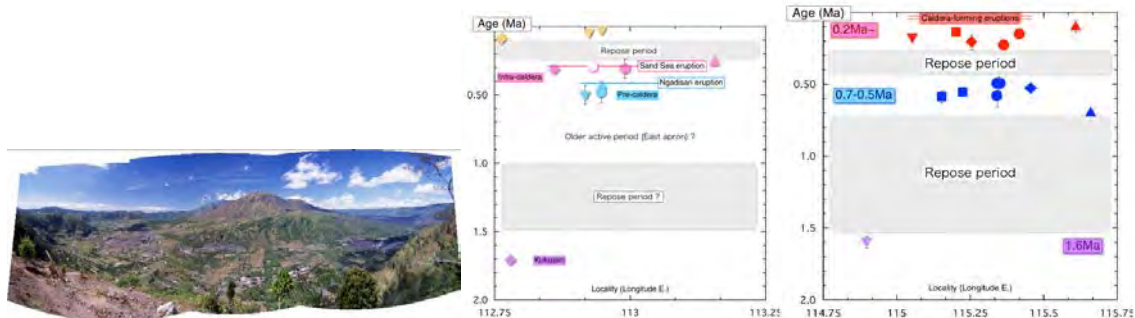 Age (Ma)
Repose period
Sand Sea eruption
Intra-caldera
Ngadisari eruption
0.50
Pre-caldera
Older active period (East apron) ?
1.0
Repose period ?
1.5
Kukusan
Locality (Longitude E.)
2.0
112.75
113
113.25
Age (Ma)
Caldera-forming eruptions
0.2Ma~
Repose period
0.50
0.7-0.5Ma
1.0
Repose period
1.5
1.6Ma
Locality (Longitude E.)
2.0
114.75
115
115.25
115.5
115.75